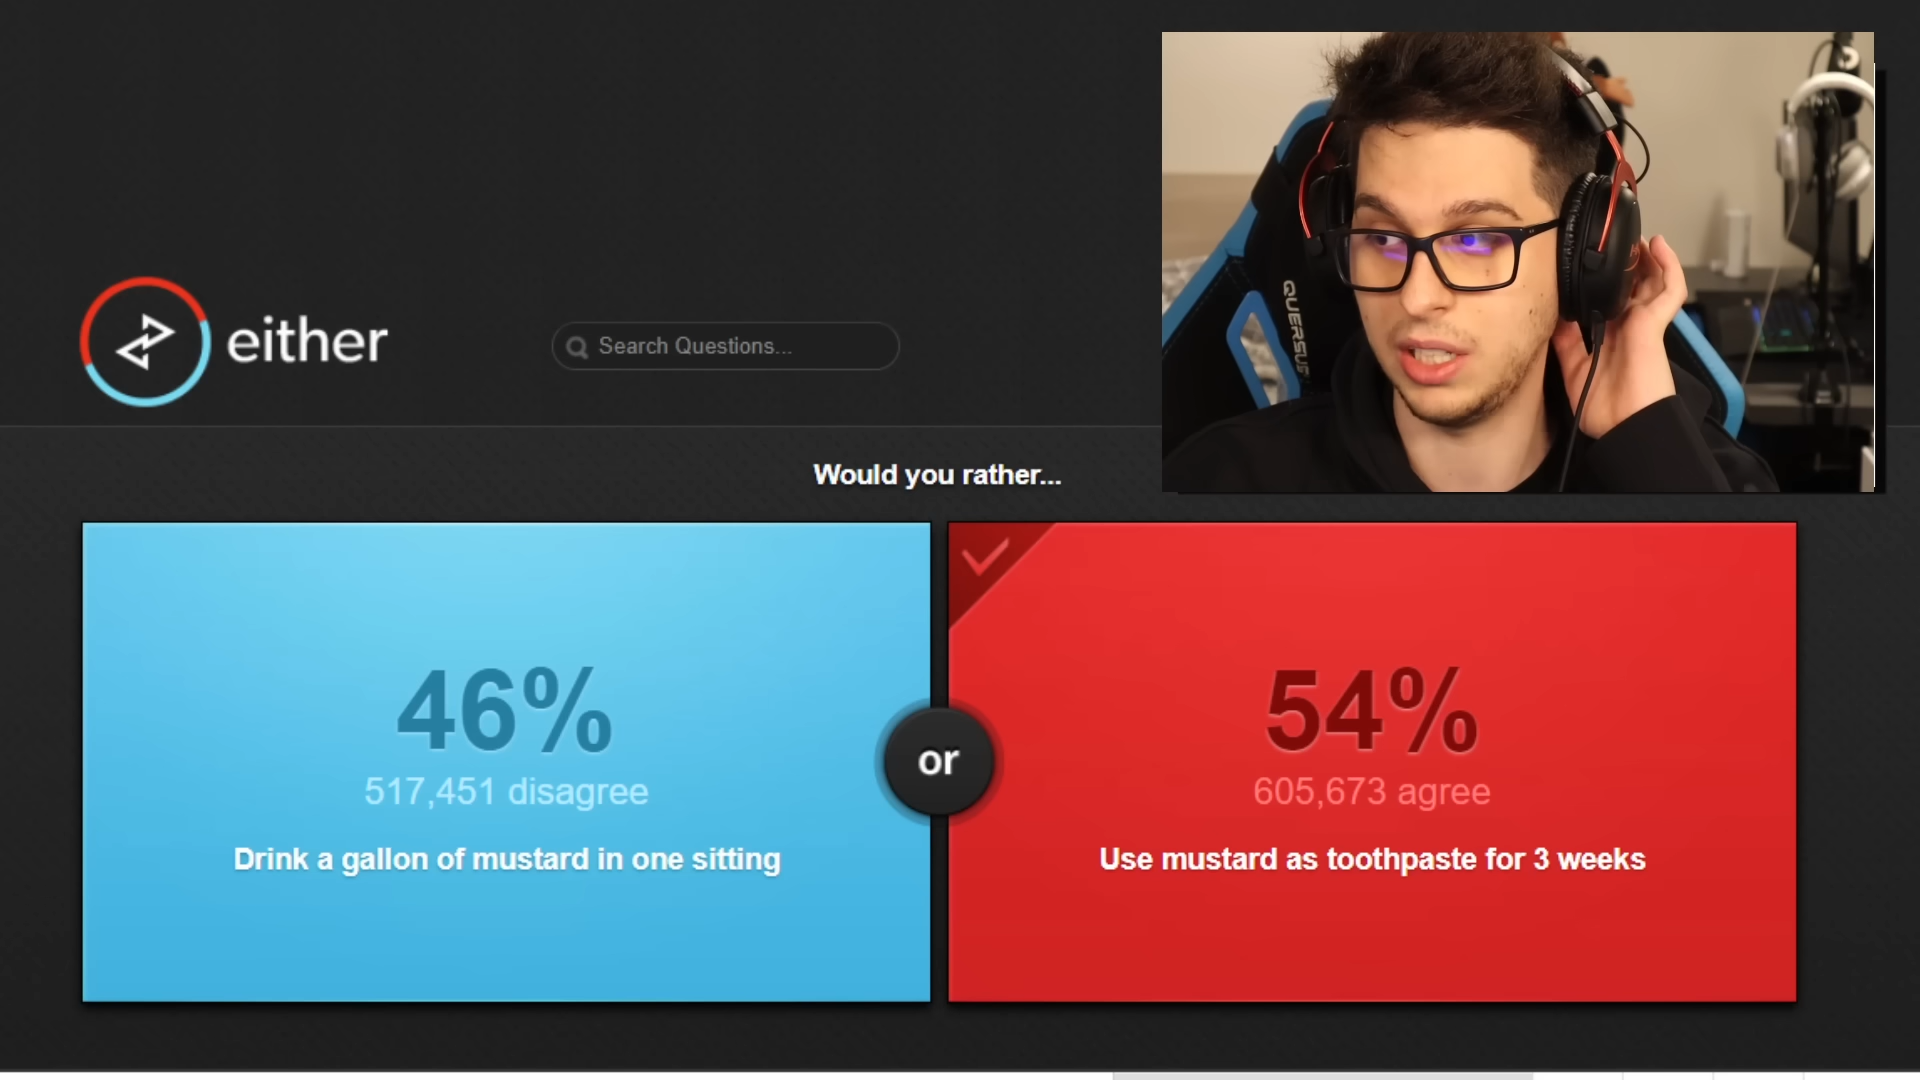 either
Search Questions...
QUERSUS
Would you rather...
46%
517,451 disagree
Drink a gallon of mustard in one sitting
or
54%
605,673 agree
Use mustard as toothpaste for 3 weeks